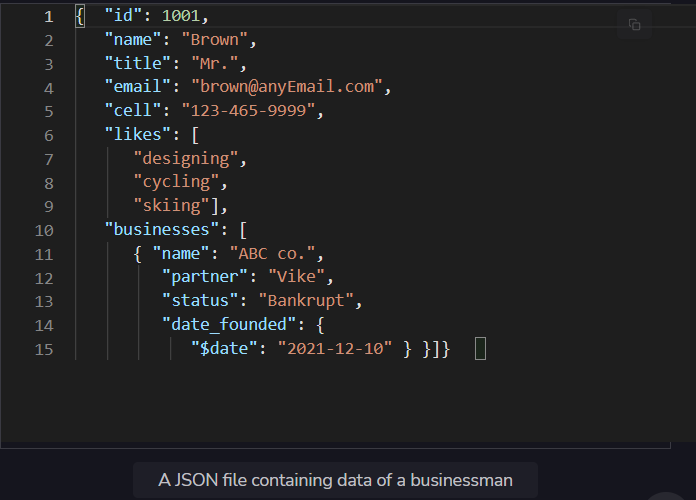 1 { "id": 1001,
2 "name": "Brown",
3 "title": "Mr.",
4 "email": "brown@anyEmail.com",
5 "cell": "123-465-9999",
6 "likes": [
7 "designing",
8 "cycling",
9 "skiing"],
10 "businesses": [
11 { "name": "ABC co.",
12 "partner": "Vike",
13 "status": "Bankrupt",
14 "date_founded": {
15 "$date": "2021-12-10" } }]}
A JSON file containing data of a businessman